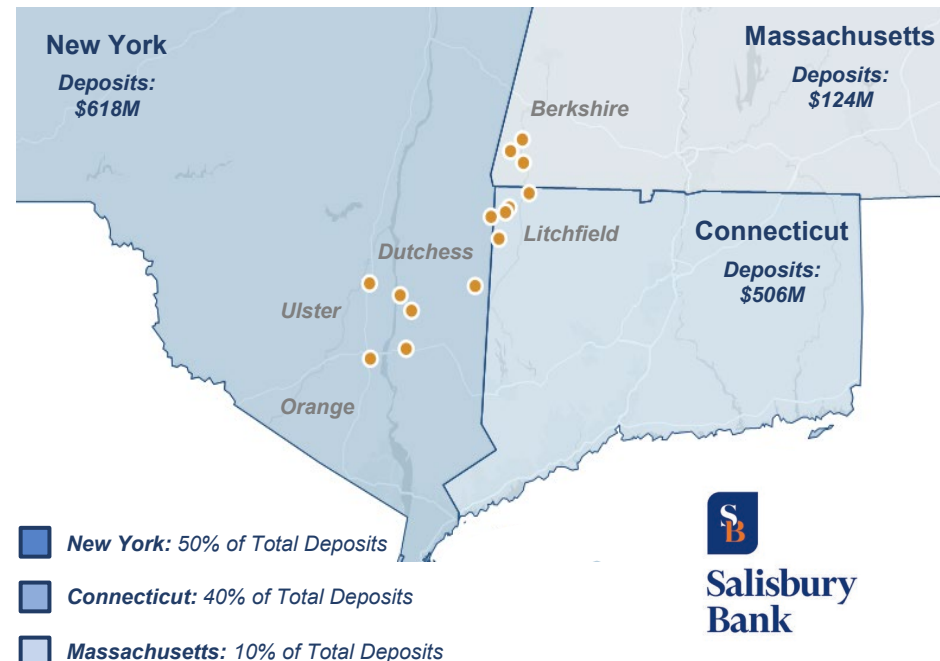 New York
Deposits:
$618M
Massachusetts
Deposits:
$124M
Berkshire
Litchfield
Connecticut
Deposits:
$506M
Dutchess
Ulster
Orange
New York: 50% of Total Deposits
Connecticut: 40% of Total Deposits
Massachusetts: 10% of Total Deposits
SB
Salisbury
Bank